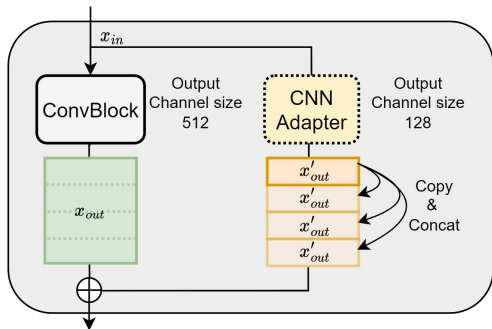 x_in
ConvBlock
Output
Channel size
512
CNN
Adapter
Output
Channel size
128
x_out
x'_out
x'_out
x'_out
x'_out
Copy
&
Concat